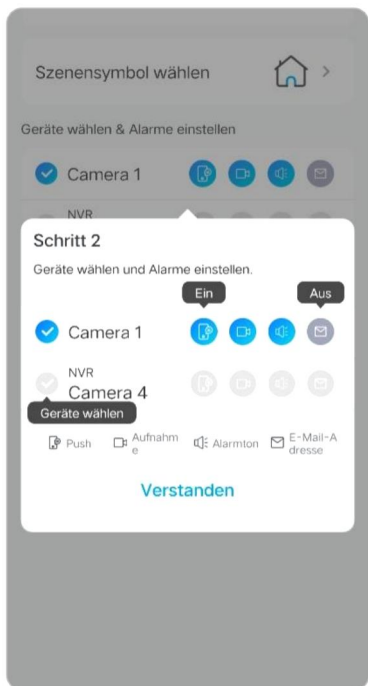 Szenensymbol wählen
Geräte wählen & Alarme einstellen
Camera 1
NVR
Schritt 2
Geräte wählen und Alarme einstellen.
Ein Aus
Camera 1
NVR
Camera 4
Geräte wählen
Push Aufnahm
e Alarmton E-Mail-A
dresse
Verstanden